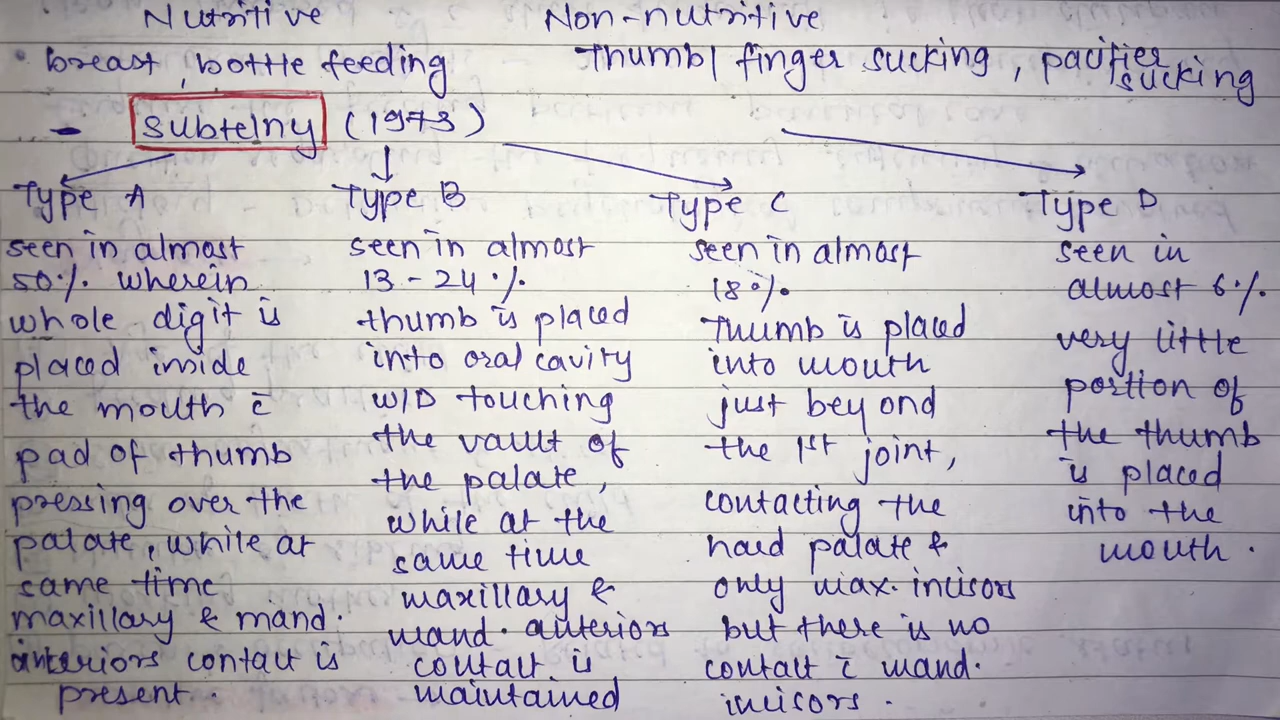 Nutritive Non-nutritive
• breast, bottle feeding Thumb/ finger sucking, pacifier sucking
- Subtelny (1973)
Type A
seen in almost
50% wherein
whole digit is
placed inside
the mouth c̄
pad of thumb
pressing over the
palate, while at
same time
maxillary & mand.
anteriors contact is
present.
Type B
seen in almost
13 - 24 %.
thumb is placed
into oral cavity
w/o touching
the vault of
the palate,
while at the
same time
maxillary &
mand. anteriors
contact is
maintained
Type C
seen in almost
18%
Thumb is placed
into mouth
just beyond
the 1st joint,
contacting the
hard palate &
only max. incisors
but there is no
contact c̄ mand.
incisors.
Type D
seen in
almost 6%.
very little
portion of
the thumb
is placed
into the
mouth.